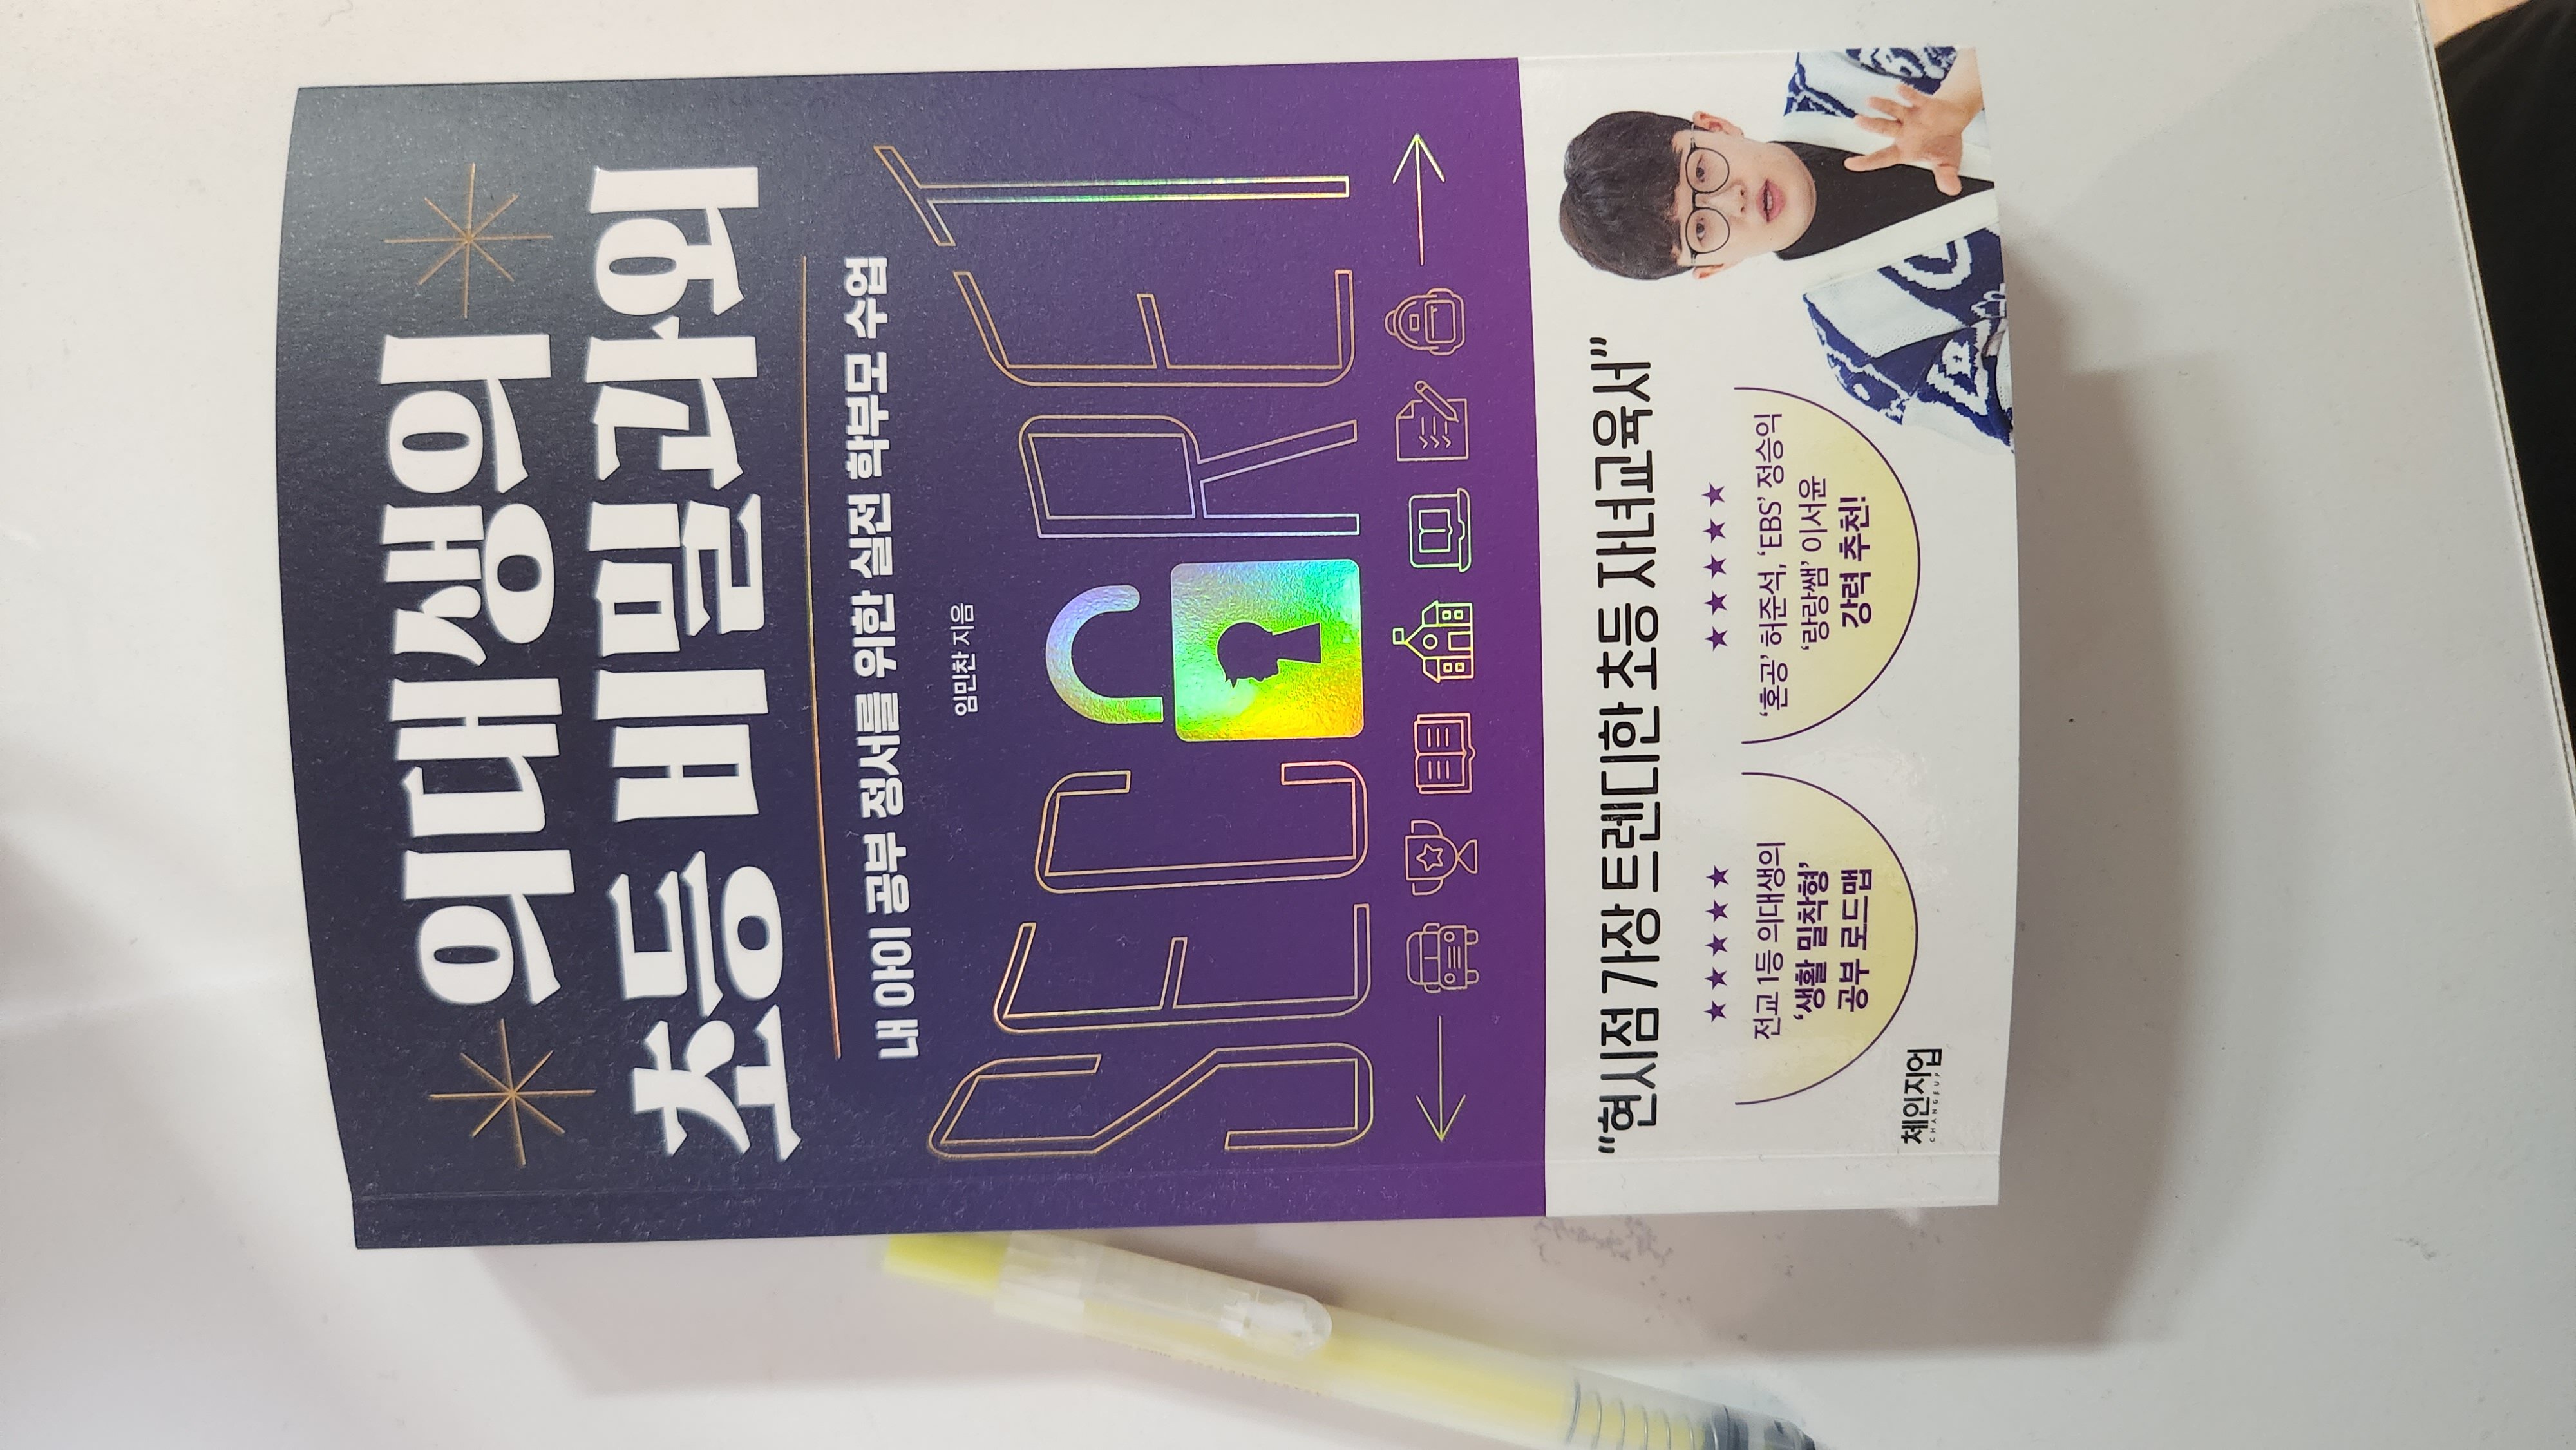 의대생의
초등 비밀과외
내 아이 공부 정서를 위한 실전 학부모 수업
임민찬 지음
SECRET
“현시점 가장 트렌디한 초등 자녀교육서”
★★★★★
전교 1등 의대생의
‘생활 밀착형’
공부 로드맵
★★★★★
‘혼공’ 허준석, ‘EBS’ 정승익
‘랑랑쌤’ 이서윤
강력 추천!
체인지업
CHANGEUP